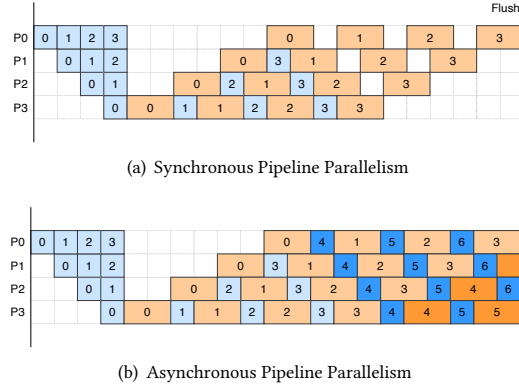 Flush
P0 0 1 2 3 0 1 2 3
P1 0 1 2 0 3 1 2 3
P2 0 1 0 2 1 3 2 3
P3 0 0 1 1 2 2 3 3
(a) Synchronous Pipeline Parallelism
P0 0 1 2 3 0 4 1 5 2 6 3
P1 0 1 2 0 3 1 4 2 5 3 6
P2 0 1 0 2 1 3 2 4 3 5 4 6
P3 0 0 1 1 2 2 3 3 4 4 5 5
(b) Asynchronous Pipeline Parallelism